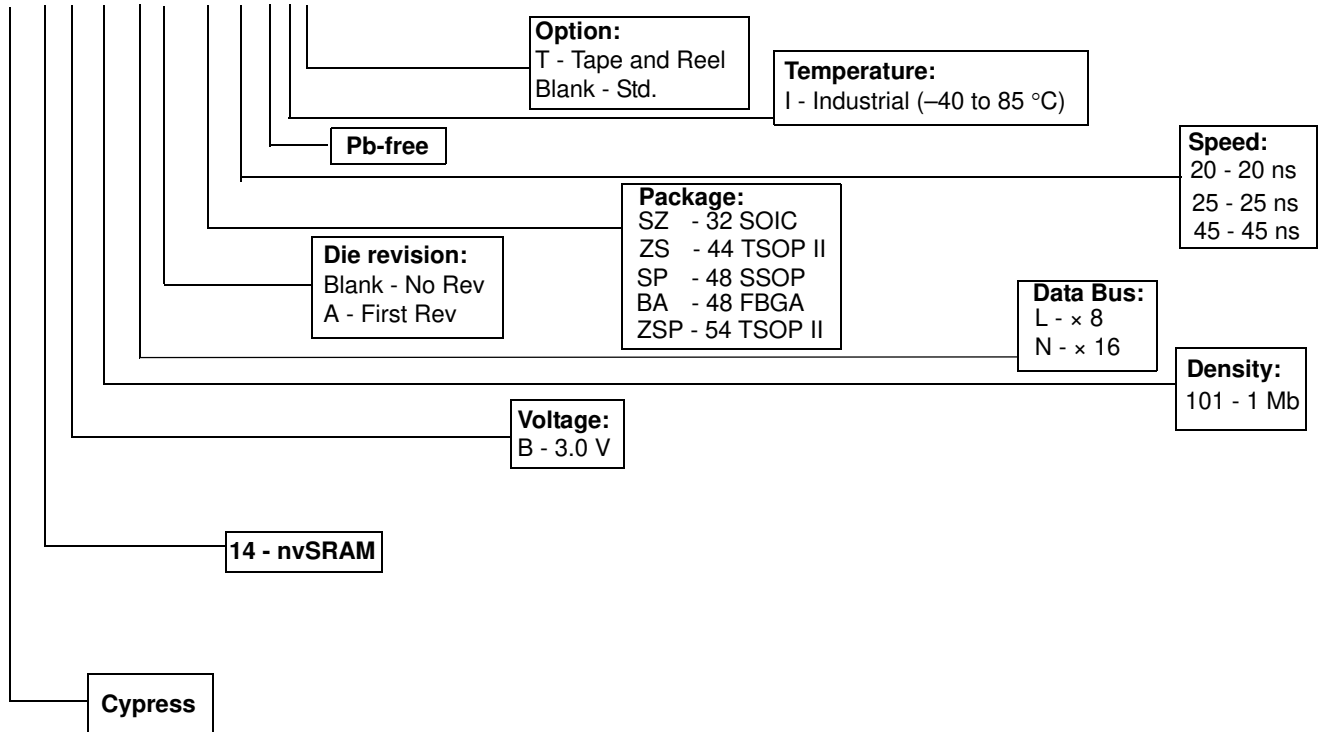 Option:
T - Tape and Reel
Blank - Std.
Temperature:
I - Industrial (–40 to 85 °C)
Pb-free
Speed:
20 - 20 ns
25 - 25 ns
45 - 45 ns
Package:
SZ - 32 SOIC
ZS - 44 TSOP II
SP - 48 SSOP
BA - 48 FBGA
ZSP - 54 TSOP II
Die revision:
Blank - No Rev
A - First Rev
Data Bus:
L - × 8
N - × 16
Density:
101 - 1 Mb
Voltage:
B - 3.0 V
14 - nvSRAM
Cypress